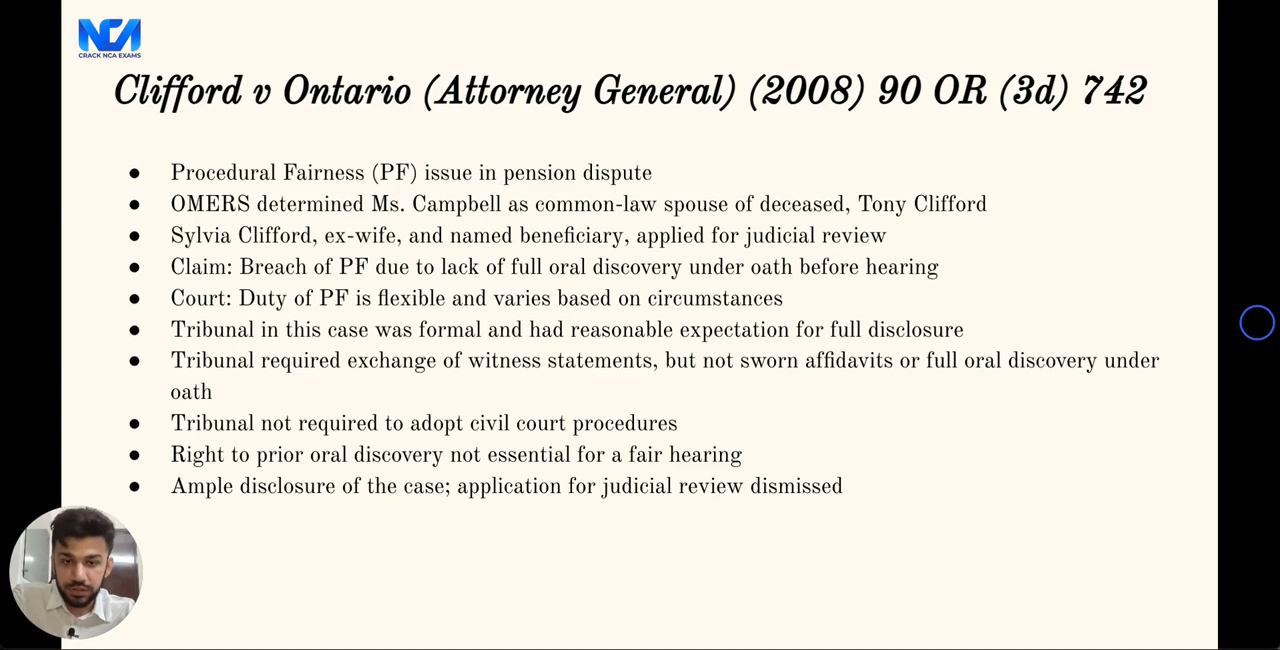 NCA
CRACK NCA EXAMS
Clifford v Ontario (Attorney General) (2008) 90 OR (3d) 742
● Procedural Fairness (PF) issue in pension dispute
● OMERS determined Ms. Campbell as common-law spouse of deceased, Tony Clifford
● Sylvia Clifford, ex-wife, and named beneficiary, applied for judicial review
● Claim: Breach of PF due to lack of full oral discovery under oath before hearing
● Court: Duty of PF is flexible and varies based on circumstances
● Tribunal in this case was formal and had reasonable expectation for full disclosure
● Tribunal required exchange of witness statements, but not sworn affidavits or full oral discovery under
oath
● Tribunal not required to adopt civil court procedures
● Right to prior oral discovery not essential for a fair hearing
● Ample disclosure of the case; application for judicial review dismissed